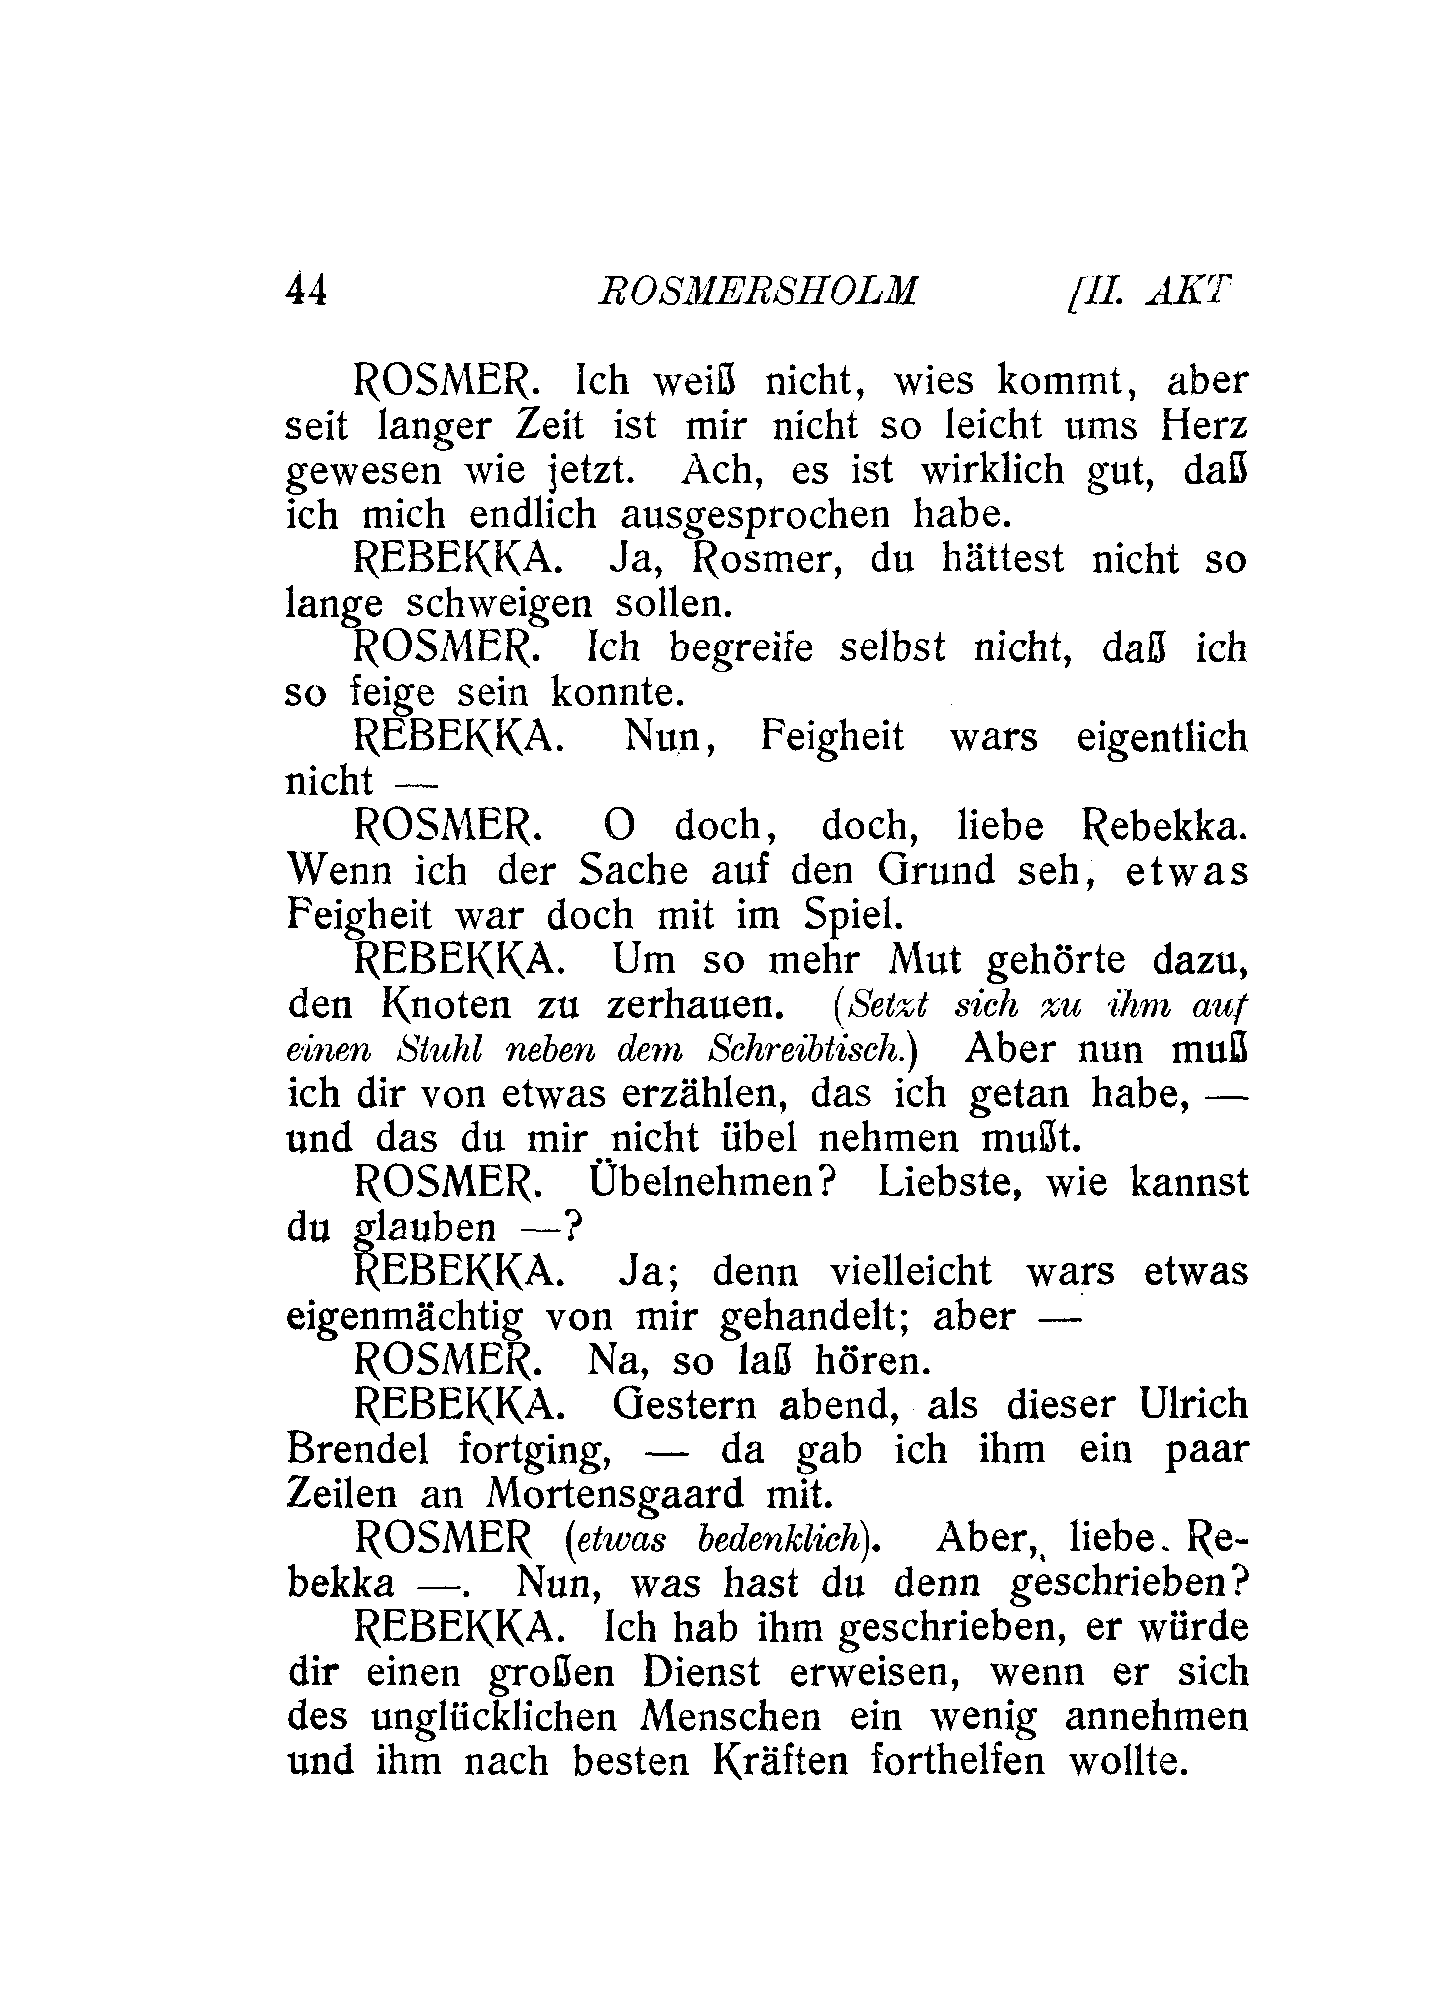 44 ROSMERSHOLM [II. AKT
ROSMER. Ich weiß nicht, wies kommt, aber
seit langer Zeit ist mir nicht so leicht ums Herz
gewesen wie jetzt. Ach, es ist wirklich gut, daß
ich mich endlich ausgesprochen habe.
REBEKKA. Ja, Rosmer, du hättest nicht so
lange schweigen sollen.
ROSMER. Ich begreife selbst nicht, daß ich
so feige sein konnte.
REBEKKA. Nun, Feigheit wars eigentlich
nicht —
ROSMER. O doch, doch, liebe Rebekka.
Wenn ich der Sache auf den Grund seh, etwas
Feigheit war doch mit im Spiel.
REBEKKA. Um so mehr Mut gehörte dazu,
den Knoten zu zerhauen. (Setzt sich zu ihm auf
einen Stuhl neben dem Schreibtisch.) Aber nun muß
ich dir von etwas erzählen, das ich getan habe, —
und das du mir nicht übel nehmen mußt.
ROSMER. Übelnehmen? Liebste, wie kannst
du glauben —?
REBEKKA. Ja; denn vielleicht wars etwas
eigenmächtig von mir gehandelt; aber —
ROSMER. Na, so laß hören.
REBEKKA. Gestern abend, als dieser Ulrich
Brendel fortging, — da gab ich ihm ein paar
Zeilen an Mortensgaard mit.
ROSMER (etwas bedenklich). Aber, liebe Re-
bekka —. Nun, was hast du denn geschrieben?
REBEKKA. Ich hab ihm geschrieben, er würde
dir einen großen Dienst erweisen, wenn er sich
des unglücklichen Menschen ein wenig annehmen
und ihm nach besten Kräften forthelfen wollte.